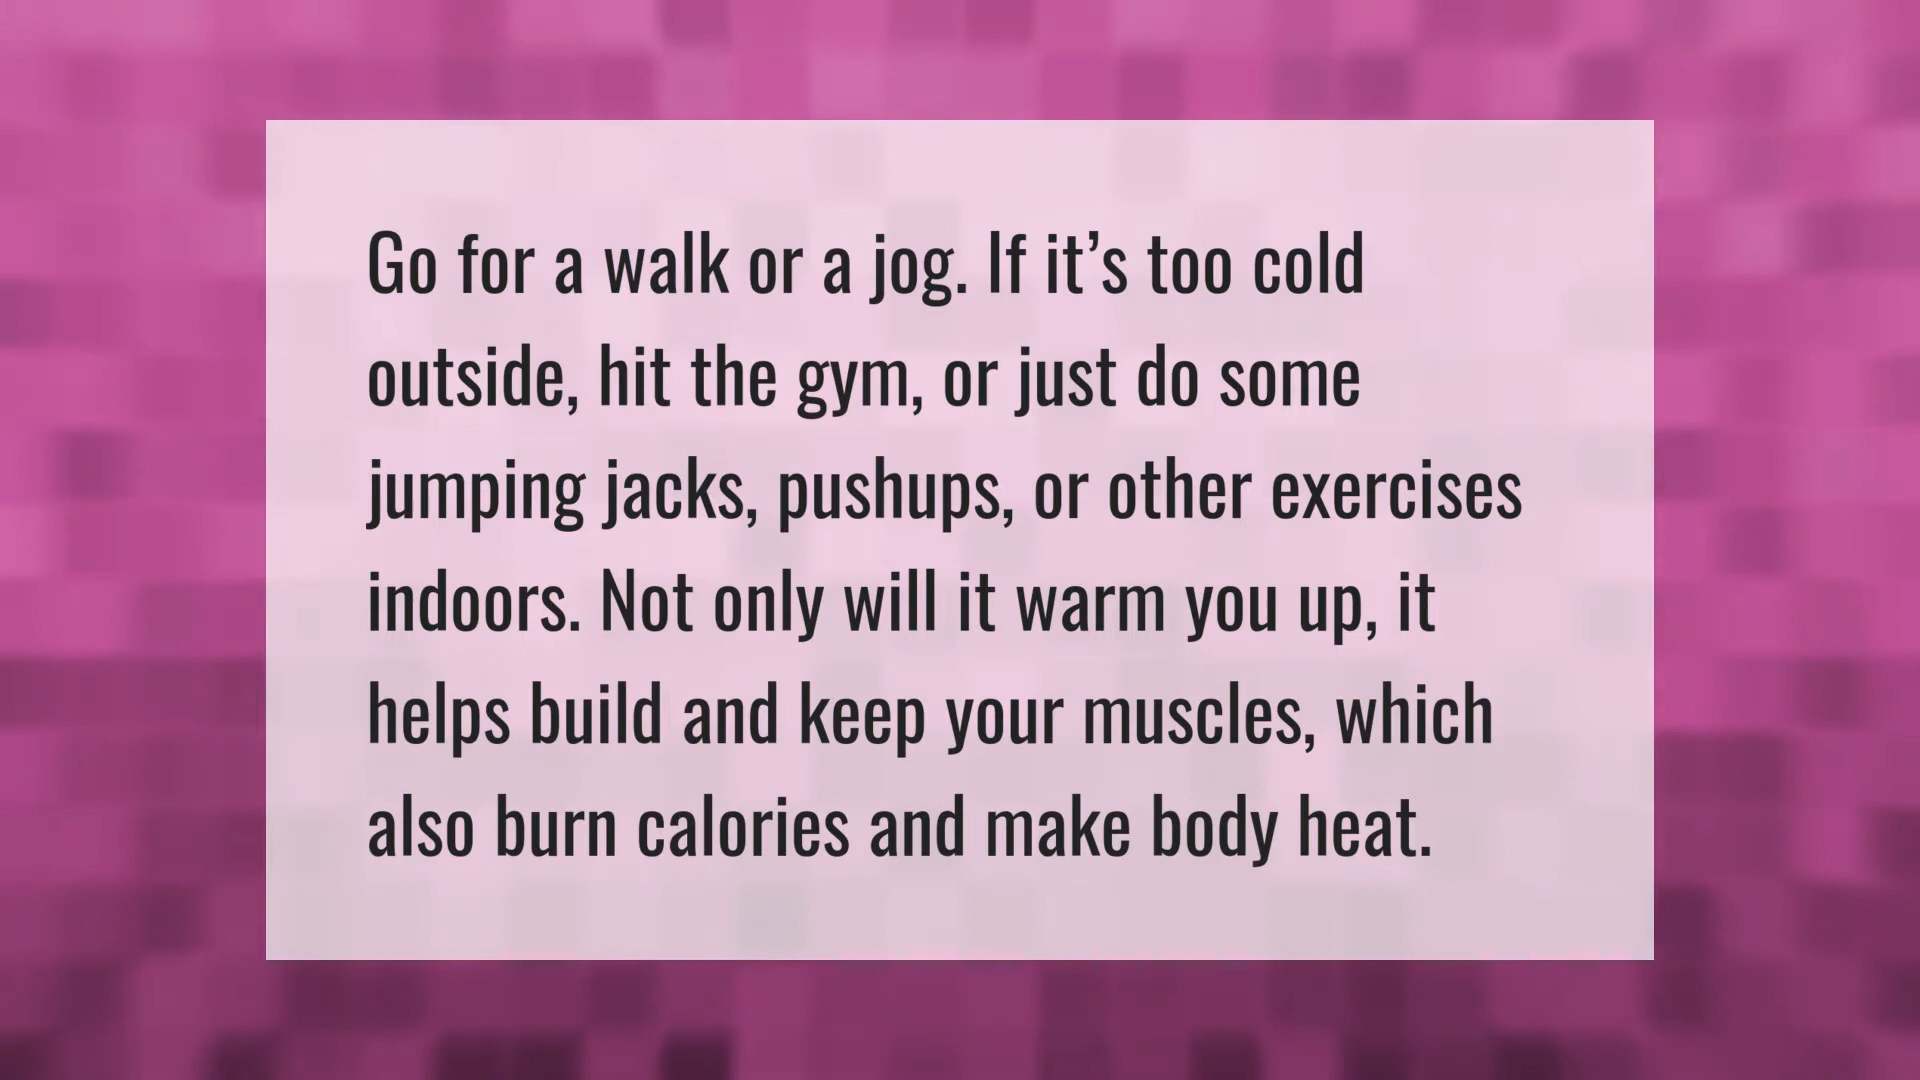 Go for a walk or a jog. If it’s too cold
outside, hit the gym, or just do some
jumping jacks, pushups, or other exercises
indoors. Not only will it warm you up, it
helps build and keep your muscles, which
also burn calories and make body heat.